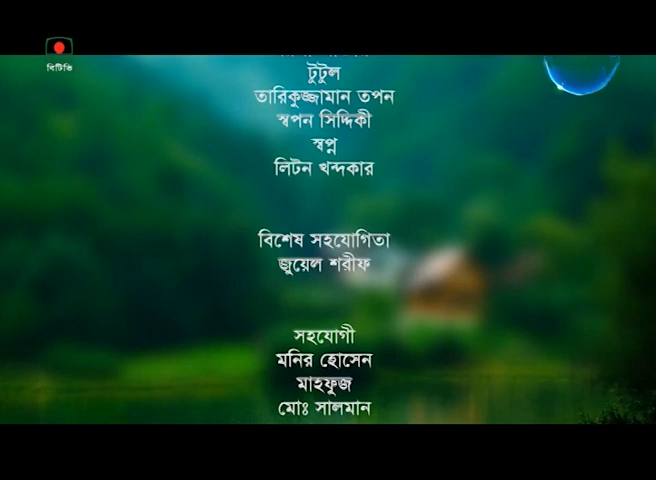 বিটিভি
টুটুল
তারিকুজ্জামান তপন
স্বপন সিদ্দিকী
স্বপ্ন
লিটন খন্দকার
বিশেষ সহযোগিতা
জুয়েল শরীফ
সহযোগী
মনির হোসেন
মাহফুজ
মোঃ সালমান